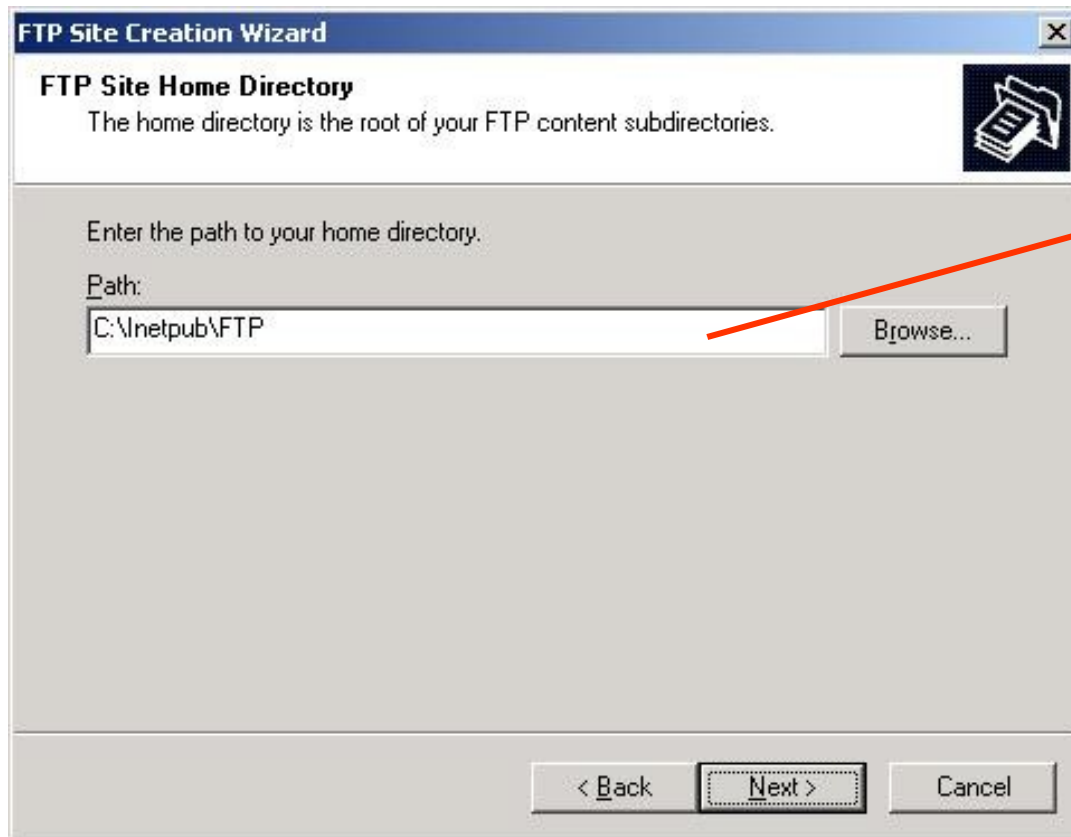 FTP Site Creation Wizard
FTP Site Home Directory
The home directory is the root of your FTP content subdirectories.
Enter the path to your home directory.
Path:
C:\Inetpub\FTP
Browse...
< Back Next > Cancel